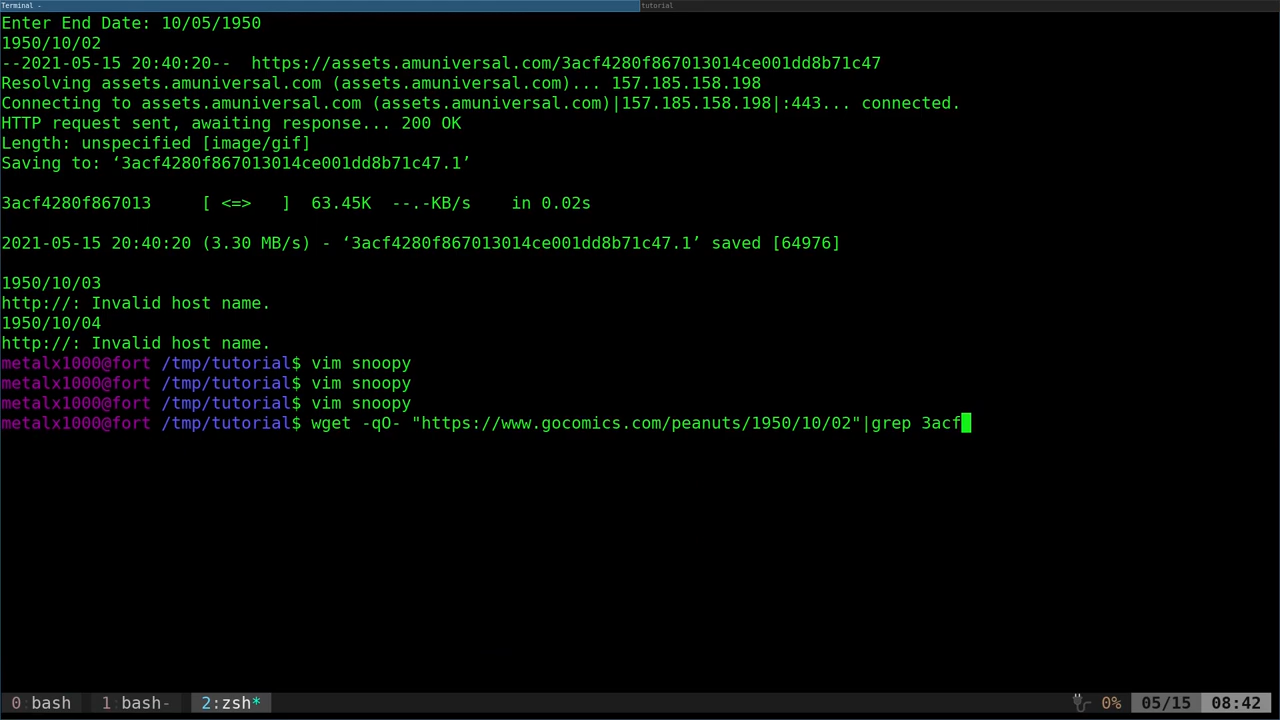 Terminal -
tutorial
Enter End Date: 10/05/1950
1950/10/02
--2021-05-15 20:40:20--  https://assets.amuniversal.com/3acf4280f867013014ce001dd8b71c47
Resolving assets.amuniversal.com (assets.amuniversal.com)... 157.185.158.198
Connecting to assets.amuniversal.com (assets.amuniversal.com)|157.185.158.198|:443... connected.
HTTP request sent, awaiting response... 200 OK
Length: unspecified [image/gif]
Saving to: ‘3acf4280f867013014ce001dd8b71c47.1’
3acf4280f867013     [ <=>   ]  63.45K  --.-KB/s    in 0.02s
2021-05-15 20:40:20 (3.30 MB/s) - ‘3acf4280f867013014ce001dd8b71c47.1’ saved [64976]
1950/10/03
http://: Invalid host name.
1950/10/04
http://: Invalid host name.
metalx1000@fort /tmp/tutorial$ vim snoopy
metalx1000@fort /tmp/tutorial$ vim snoopy
metalx1000@fort /tmp/tutorial$ vim snoopy
metalx1000@fort /tmp/tutorial$ wget -qO- "https://www.gocomics.com/peanuts/1950/10/02"|grep 3acf
0:bash  1:bash-  2:zsh*  0%  05/15  08:42